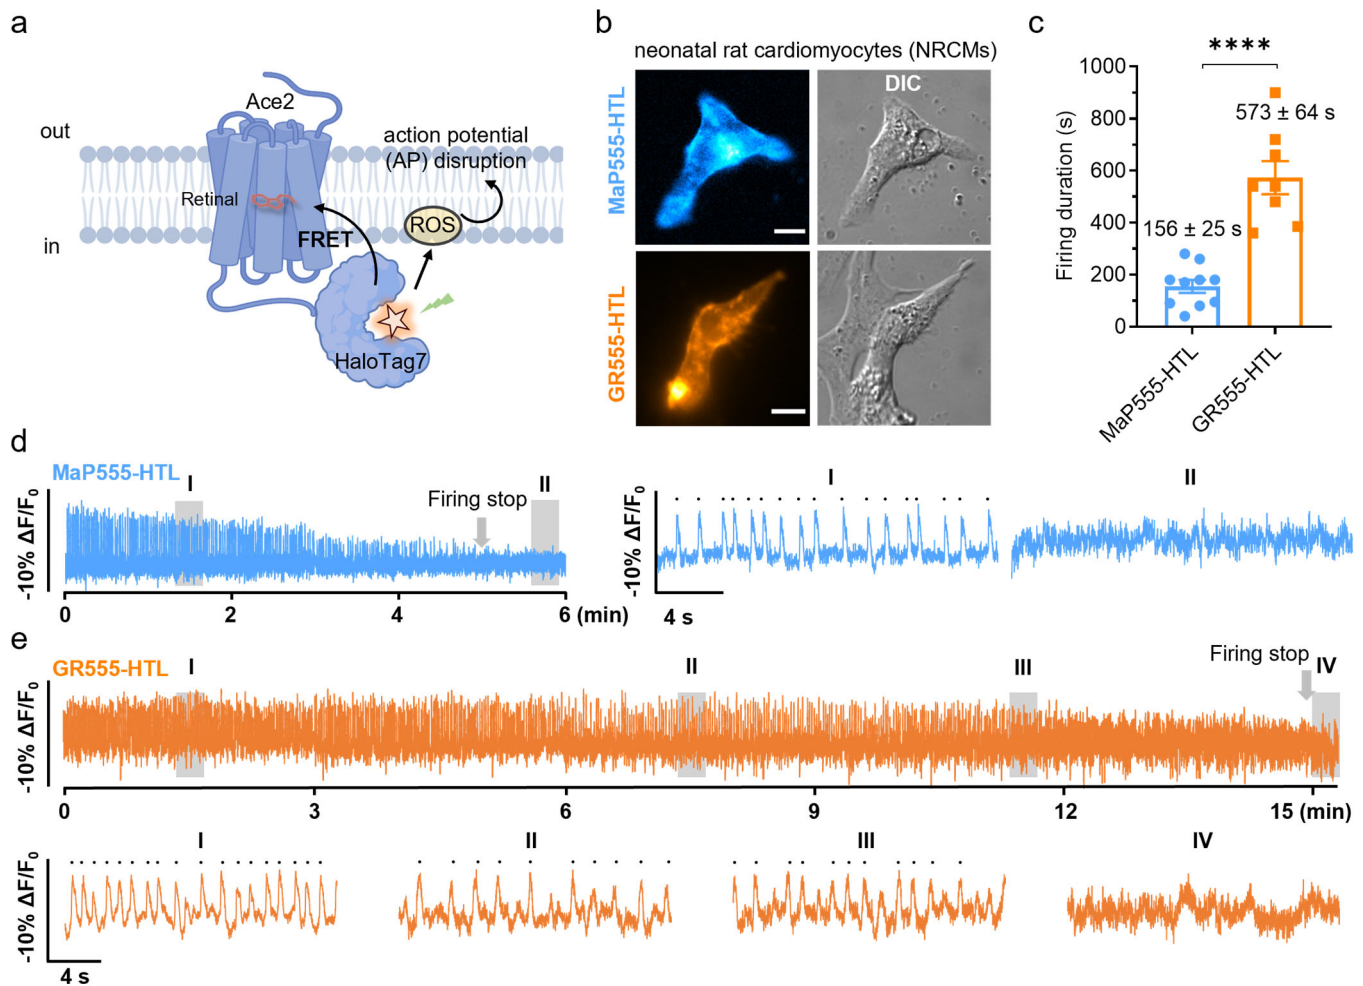 a
out
in
Ace2
Retinal
FRET
action potential
(AP) disruption
ROS
HaloTag7
b
neonatal rat cardiomyocytes (NRCMs)
MaP555-HTL
DIC
GR555-HTL
c
****
Firing duration (s)
1000
800
600
400
200
0
156 ± 25 s
573 ± 64 s
MaP555-HTL
GR555-HTL
d
MaP555-HTL
-10% ΔF/F₀
I
Firing stop
II
0
2
4
6 (min)
-10% ΔF/F₀
I
II
4 s
e
GR555-HTL
-10% ΔF/F₀
I
II
III
Firing stop
IV
0
3
6
9
12
15 (min)
-10% ΔF/F₀
I
II
III
IV
4 s